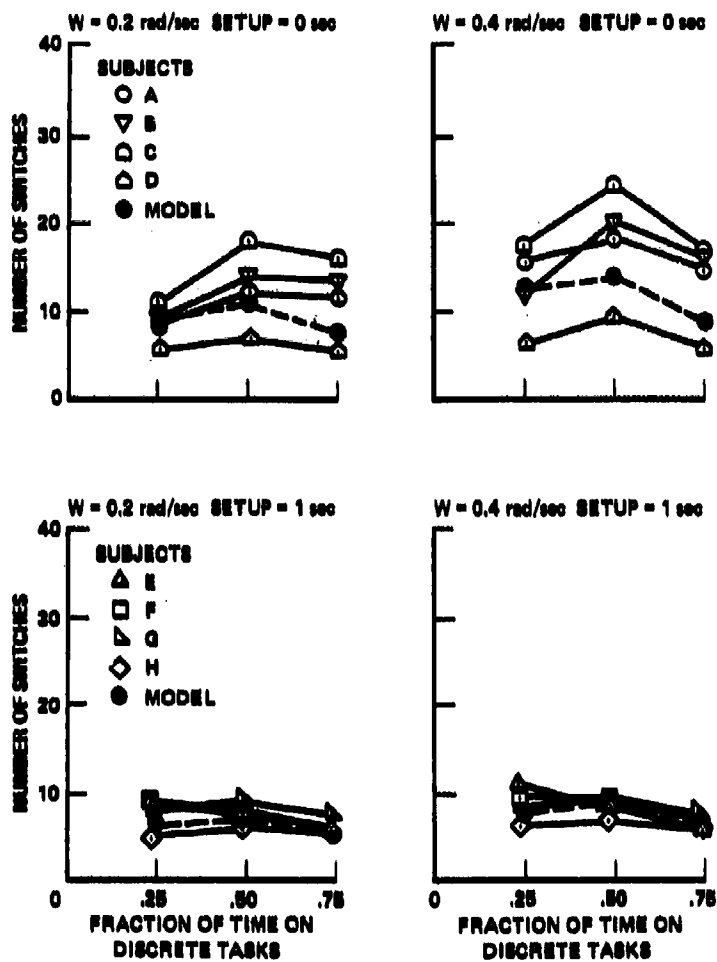 W = 0.2 rad/sec SETUP = 0 sec
W = 0.4 rad/sec SETUP = 0 sec
40
30
20
10
0
NUMBER OF SWITCHES
SUBJECTS
A
B
C
D
MODEL
W = 0.2 rad/sec SETUP = 1 sec
W = 0.4 rad/sec SETUP = 1 sec
40
30
20
10
NUMBER OF SWITCHES
SUBJECTS
E
F
G
H
MODEL
0 .25 .50 .75
FRACTION OF TIME ON
DISCRETE TASKS
0 .25 .50 .75
FRACTION OF TIME ON
DISCRETE TASKS